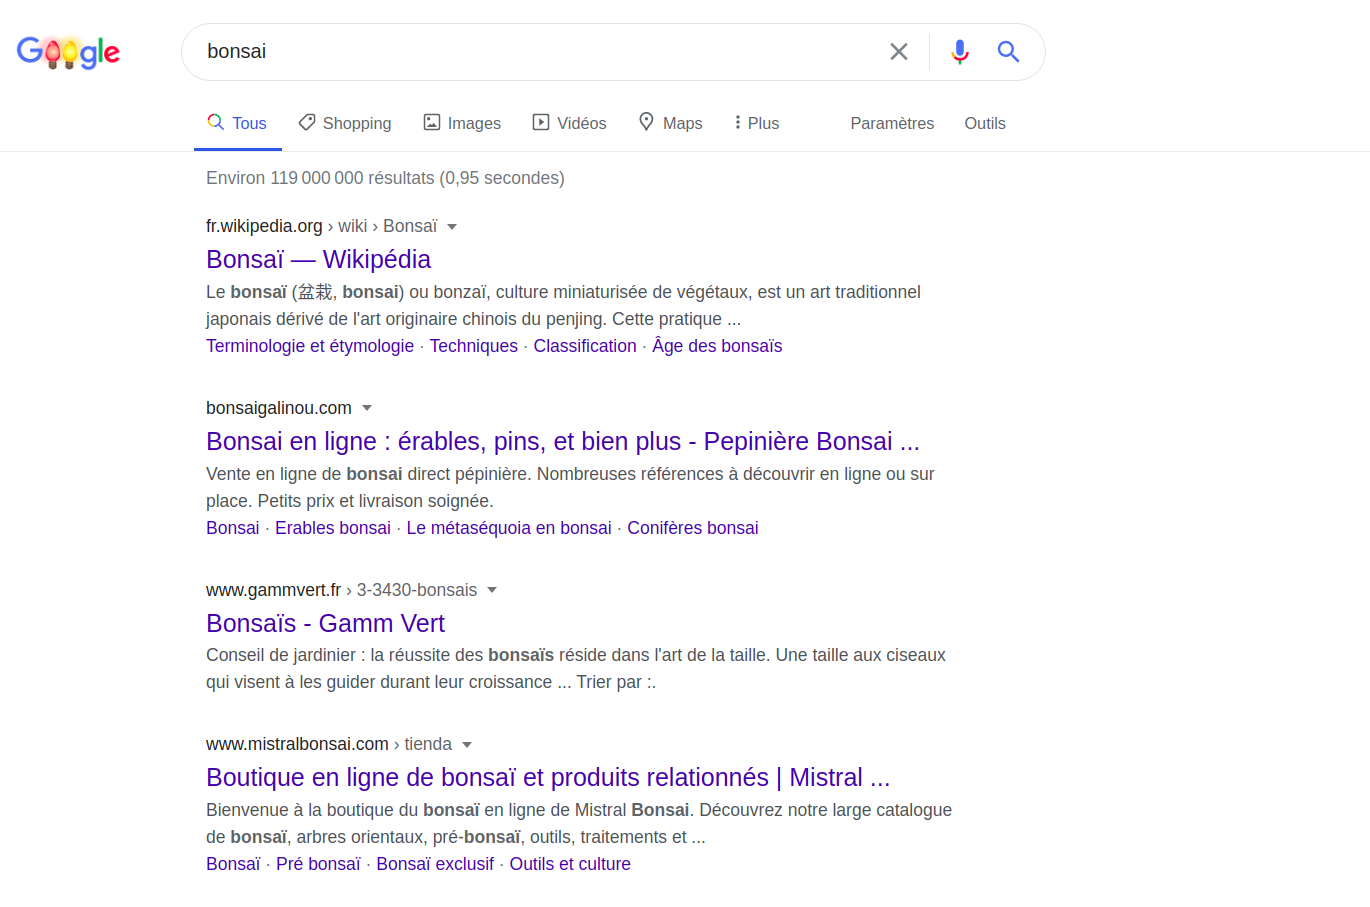 Google
bonsai
Tous Shopping Images Vidéos Maps Plus Paramètres Outils
Environ 119 000 000 résultats (0,95 secondes)
fr.wikipedia.org › wiki › Bonsaï
Bonsaï — Wikipédia
Le bonsaï (盆栽, bonsai) ou bonzaï, culture miniaturisée de végétaux, est un art traditionnel
japonais dérivé de l'art originaire chinois du penjing. Cette pratique ...
Terminologie et étymologie · Techniques · Classification · Âge des bonsaïs
bonsaigalinou.com
Bonsai en ligne : érables, pins, et bien plus - Pepinière Bonsai ...
Vente en ligne de bonsai direct pépinière. Nombreuses références à découvrir en ligne ou sur
place. Petits prix et livraison soignée.
Bonsai · Erables bonsai · Le métaséquoia en bonsai · Conifères bonsai
www.gammvert.fr › 3-3430-bonsais
Bonsaïs - Gamm Vert
Conseil de jardinier : la réussite des bonsaïs réside dans l'art de la taille. Une taille aux ciseaux
qui visent à les guider durant leur croissance ... Trier par :.
www.mistralbonsai.com › tienda
Boutique en ligne de bonsaï et produits relationnés | Mistral ...
Bienvenue à la boutique du bonsaï en ligne de Mistral Bonsai. Découvrez notre large catalogue
de bonsaï, arbres orientaux, pré-bonsaï, outils, traitements et ...
Bonsaï · Pré bonsaï · Bonsaï exclusif · Outils et culture